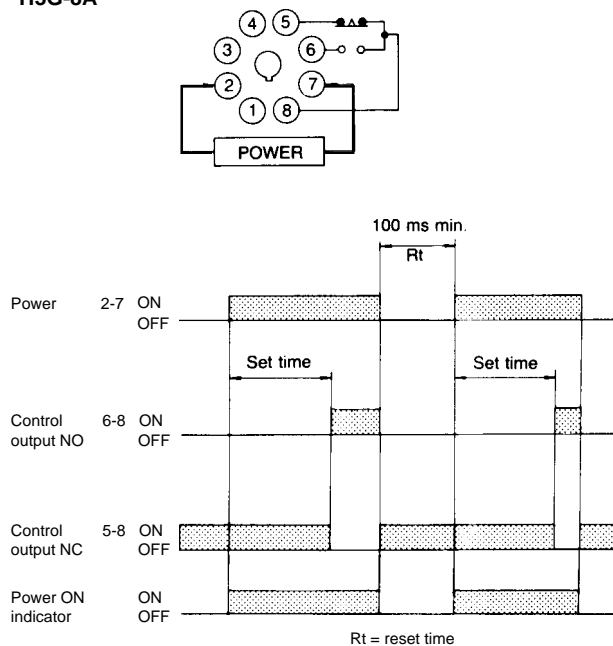 4 5
3 6
2 7
1 8
POWER
100 ms min.
Rt
Power 2-7 ON
OFF
Set time Set time
Control 6-8 ON
output NO OFF
Control 5-8 ON
output NC OFF
Power ON ON
indicator OFF
Rt = reset time